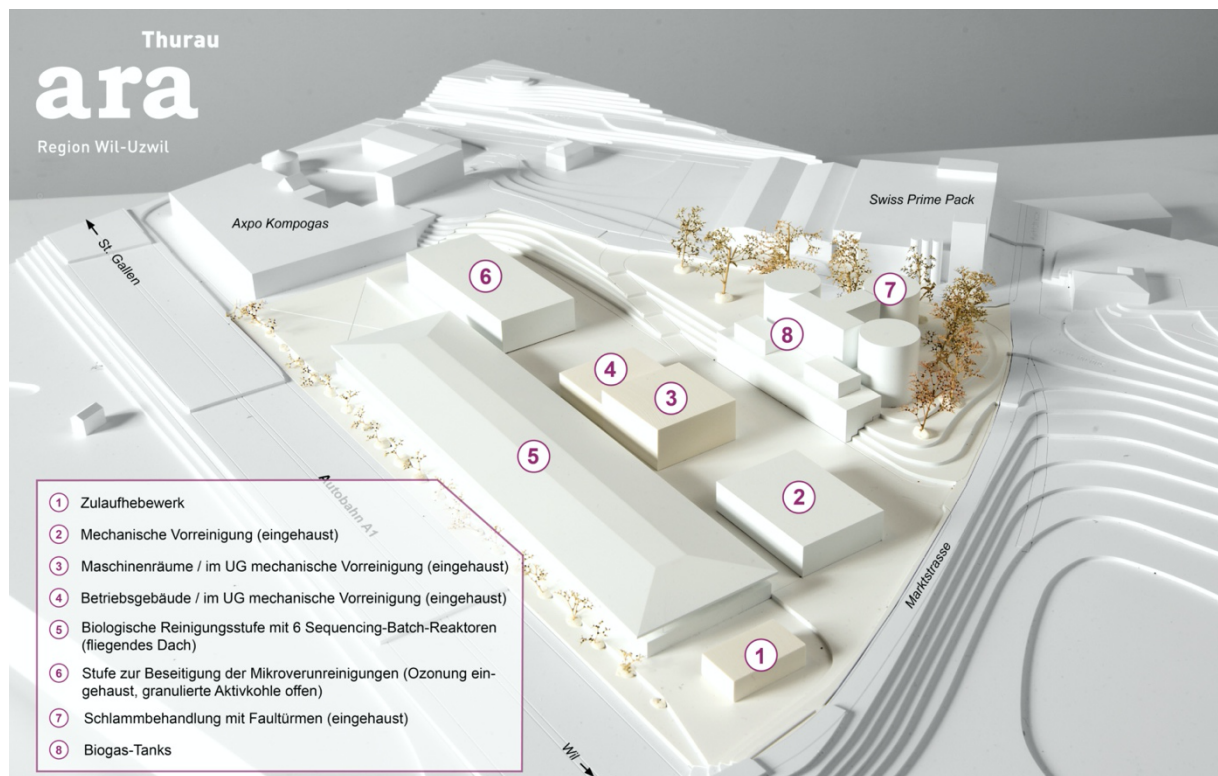 Thurau
ara
Region Wil-Uzwil
Axpo Kompogas
Swiss Prime Pack
St. Gallen
6
7
8
4
3
5
2
1
Autobahn A1
Marktstrasse
Wil
1 Zulaufhebewerk
2 Mechanische Vorreinigung (eingehaust)
3 Maschinenräume / im UG mechanische Vorreinigung (eingehaust)
4 Betriebsgebäude / im UG mechanische Vorreinigung (eingehaust)
5 Biologische Reinigungsstufe mit 6 Sequencing-Batch-Reaktoren
(fliegendes Dach)
6 Stufe zur Beseitigung der Mikroverunreinigungen (Ozonung ein-
gehaust, granulierte Aktivkohle offen)
7 Schlammbehandlung mit Faultürmen (eingehaust)
8 Biogas-Tanks